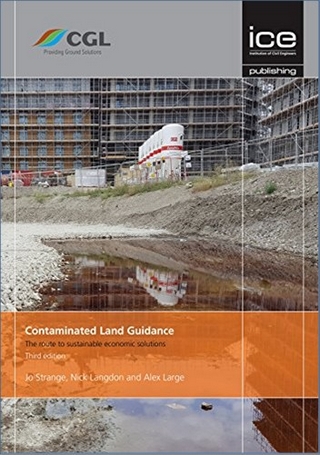 CGL
Providing Ground Solutions
ice
Institution of Civil Engineers
publishing
Contaminated Land Guidance
The route to sustainable economic solutions
Third edition
Jo Strange, Nick Langdon and Alex Large